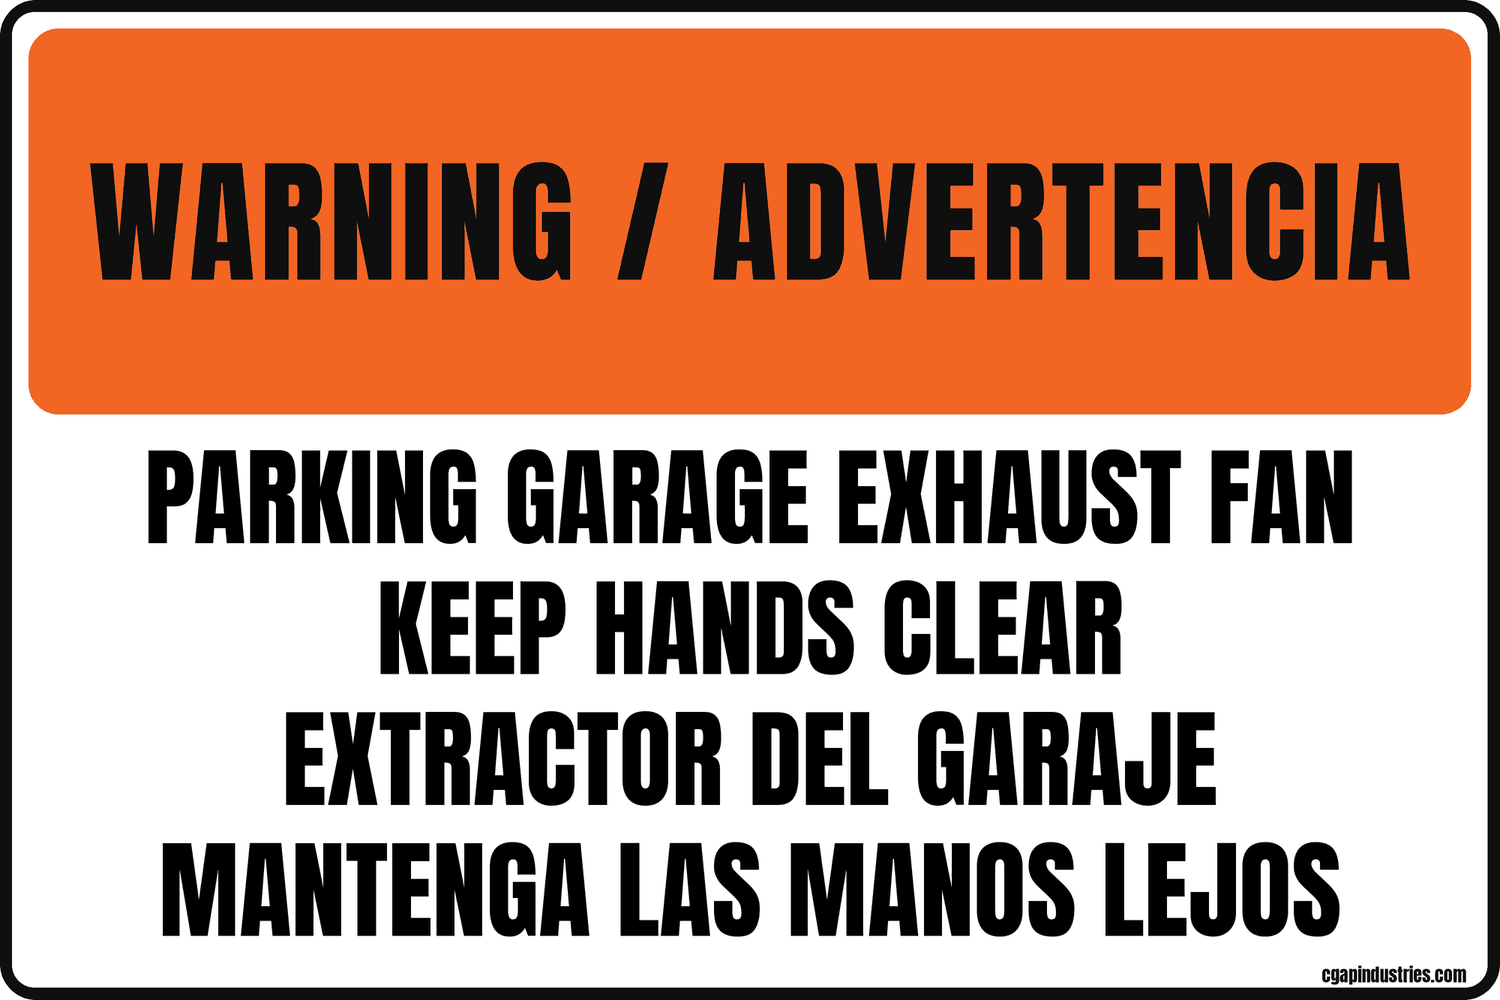 WARNING / ADVERTENCIA
PARKING GARAGE EXHAUST FAN
KEEP HANDS CLEAR
EXTRACTOR DEL GARAJE
MANTENGA LAS MANOS LEJOS
cgapindustries.com